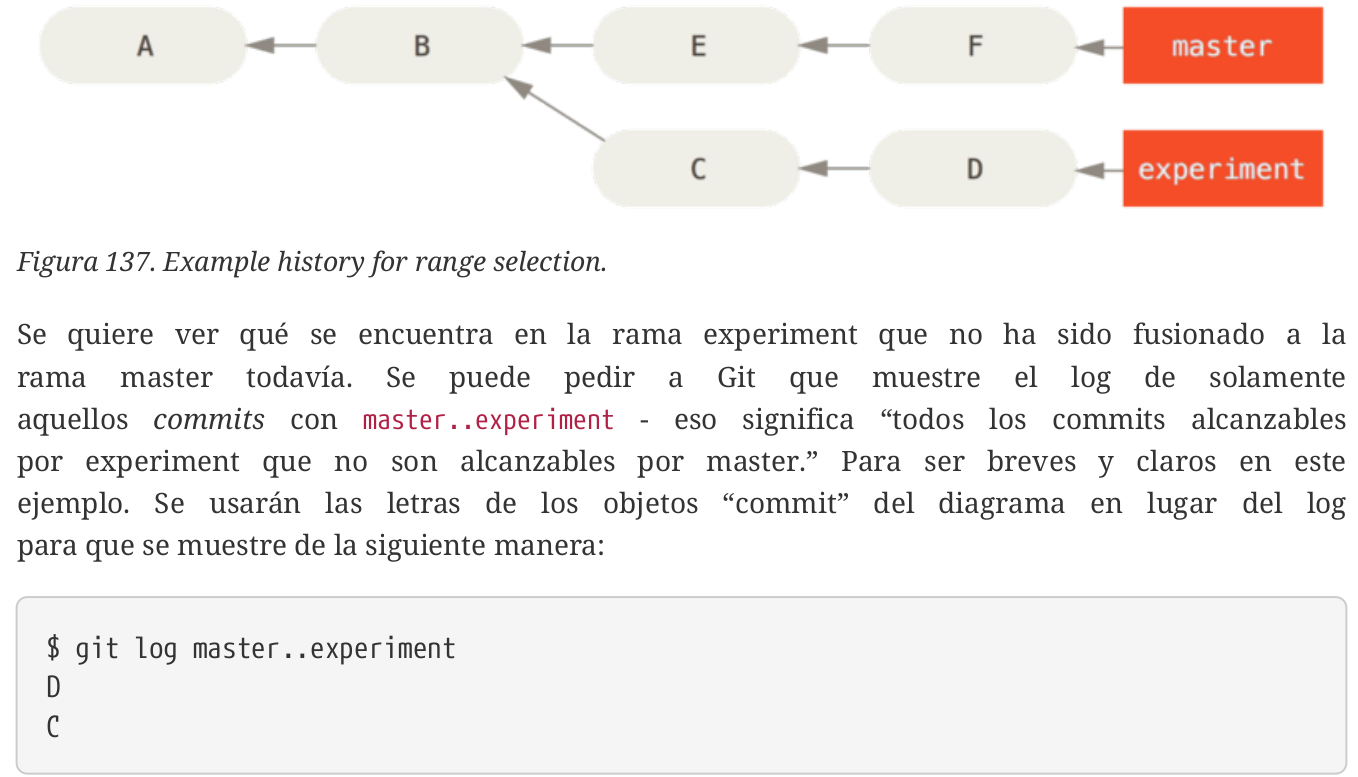 A B E F master
C D experiment
Figura 137. Example history for range selection.
Se quiere ver qué se encuentra en la rama experiment que no ha sido fusionado a la
rama master todavía. Se puede pedir a Git que muestre el log de solamente
aquellos commits con master..experiment - eso significa “todos los commits alcanzables
por experiment que no son alcanzables por master.” Para ser breves y claros en este
ejemplo. Se usarán las letras de los objetos “commit” del diagrama en lugar del log
para que se muestre de la siguiente manera:
$ git log master..experiment
D
C